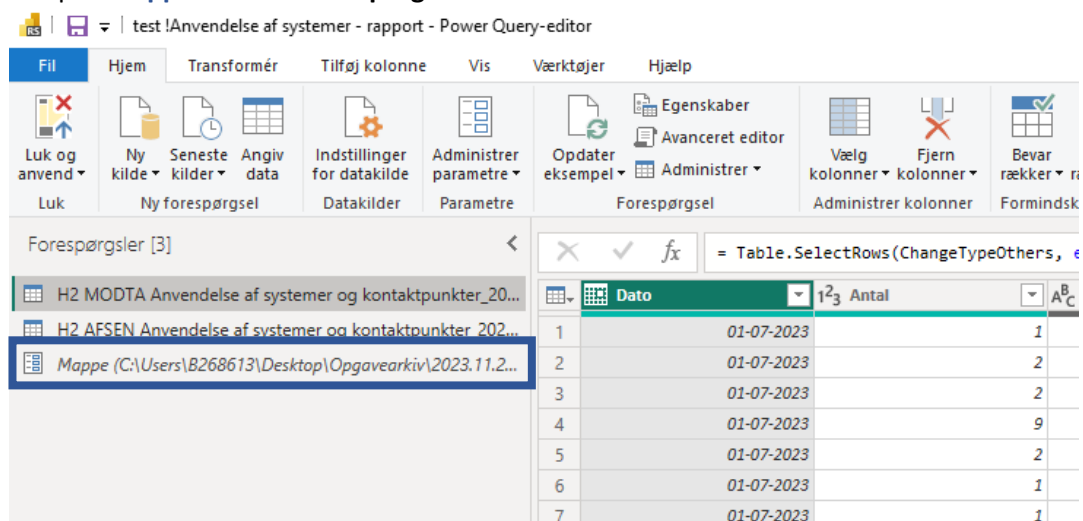 test !Anvendelse af systemer - rapport - Power Query-editor
Fil Hjem Transformér Tilføj kolonne Vis Værktøjer Hjælp
Luk og anvend
Ny kilde
Seneste kilder
Angiv data
Indstillinger for datakilde
Administrer parametre
Opdater eksempel
Egenskaber
Avanceret editor
Administrer
Vælg kolonner
Fjern kolonner
Bevar rækker
Luk
Ny forespørgsel
Datakilder
Parametre
Forespørgsel
Administrer kolonner
Formindsk
Forespørgsler [3]
fx = Table.SelectRows(ChangeTypeOthers,
H2 MODTA Anvendelse af systemer og kontaktpunkter_20...
H2 AFSEN Anvendelse af systemer og kontaktpunkter_202...
Mappe (C:\Users\B268613\Desktop\Opgavearkiv\2023.11.2...
Dato 123 Antal ABC
1 01-07-2023 1
2 01-07-2023 2
3 01-07-2023 2
4 01-07-2023 9
5 01-07-2023 2
6 01-07-2023 1
7 01-07-2023 1